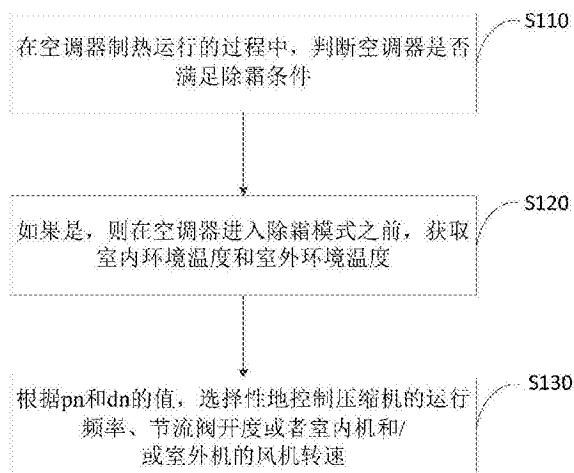 在空调器制热运行的过程中，判断空调器是否
满足除霜条件
S110
如果是，则在空调器进入除霜模式之前，获取
室内环境温度和室外环境温度
S120
根据pn和dn的值，选择性地控制压缩机的运行
频率、节流阀开度或者室内机和/
或室外机的风机转速
S130